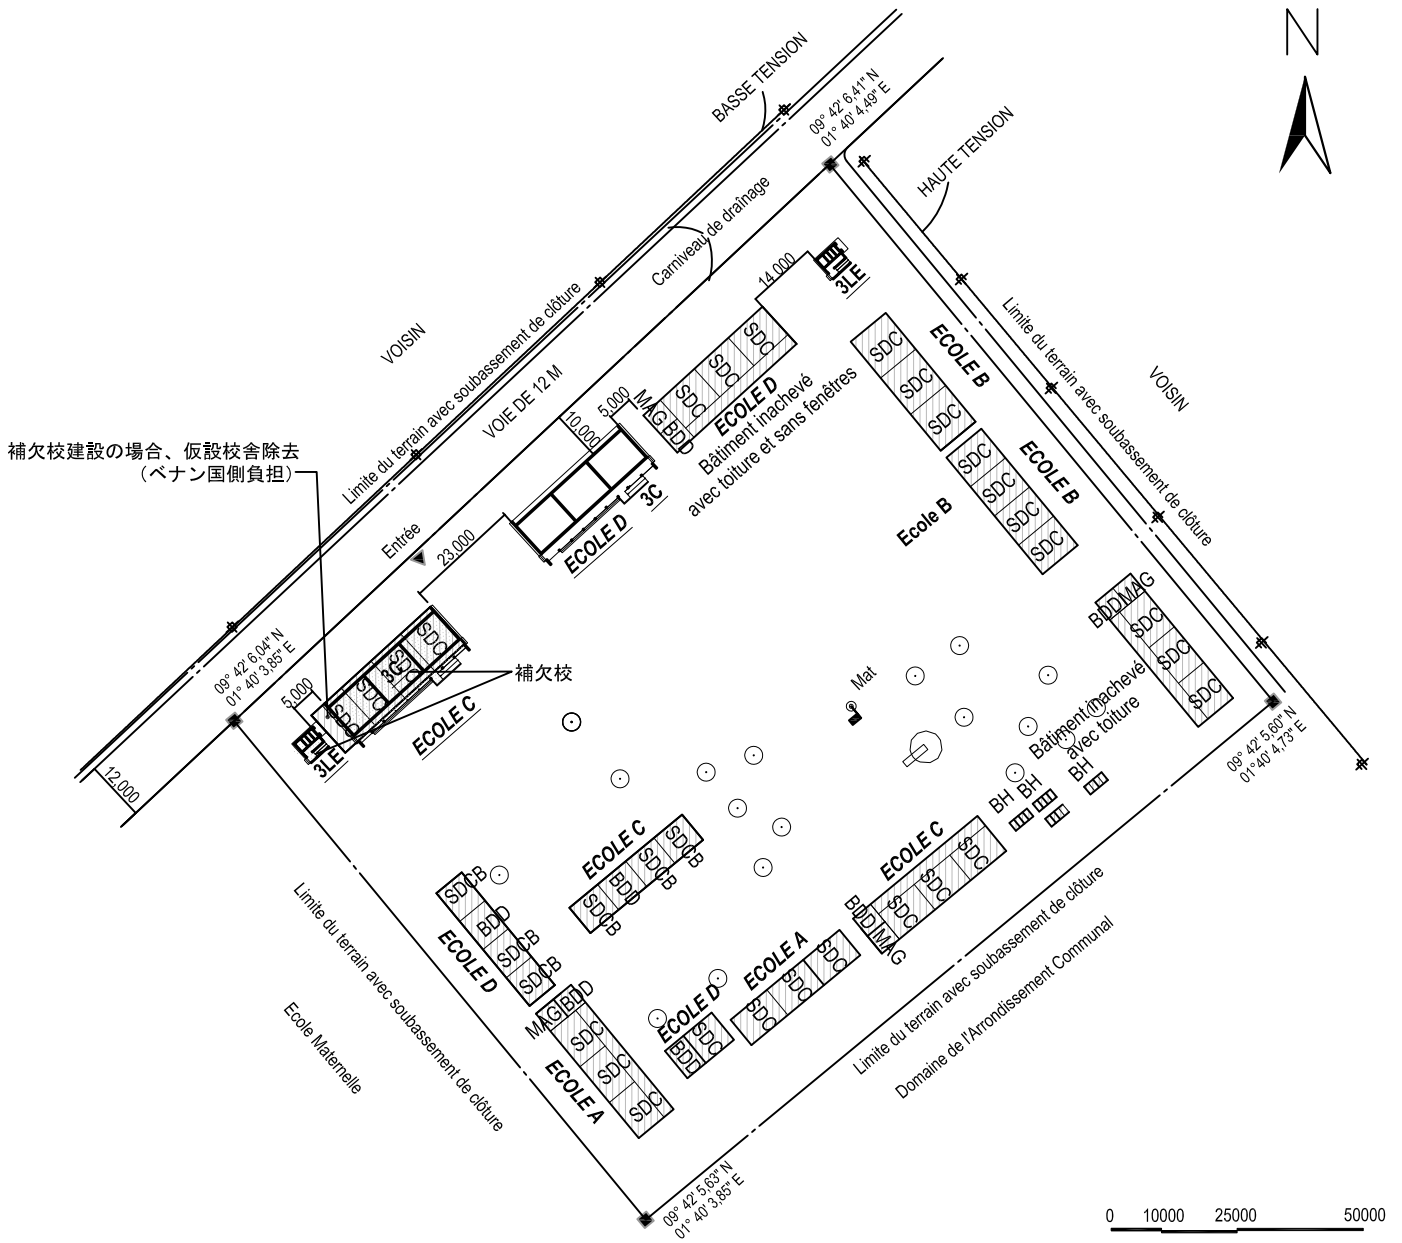 N
BASSE TENSION
09° 42' 6,41" N
01° 40' 4,49" E
HAUTE TENSION
Carniveau de draînage
14,000
3LE
VOISIN
Limite du terrain avec soubassement de clôture
VOIE DE 12 M
SDC
SDC
SDC
MAG
BDD
ECOLE D
Bâtiment inachevé
avec toiture et sans fenêtres
5,000
10,000
SDC
SDC
SDC
ECOLE B
Limite du terrain avec soubassement de clôture
VOISIN
ECOLE B
SDC
SDC
SDC
SDC
Ecole B
補欠校建設の場合、仮設校舎除去
（ベナン国側負担）
3C
ECOLE D
Entrée
23,000
BDD
MAG
SDC
SDC
SDC
Bâtiment inachevé
avec toiture
09° 42' 6,04" N
01° 40' 3,85" E
5,000
SDC
SDC
SDC
SDC
3C
補欠校
ECOLE C
3LE
12,000
Mat
09° 42' 5,60" N
01°40' 4,73" E
BH
BH
BH
ECOLE C
SDCB
BDD
SDCB
SDCB
ECOLE C
SDC
SDC
SDC
BDD
MAG
SDCB
BDD
SDCB
SDCB
ECOLE D
ECOLE A
SDC
SDC
SDC
ECOLE D
BDD
SDC
MAG
BDD
SDC
SDC
SDC
ECOLE A
Limite du terrain avec soubassement de clôture
Ecole Maternelle
Limite du terrain avec soubassement de clôture
Domaine de l'Arrondissement Communal
09° 42' 5,63" N
01° 40' 3,85" E
0 10000 25000 50000